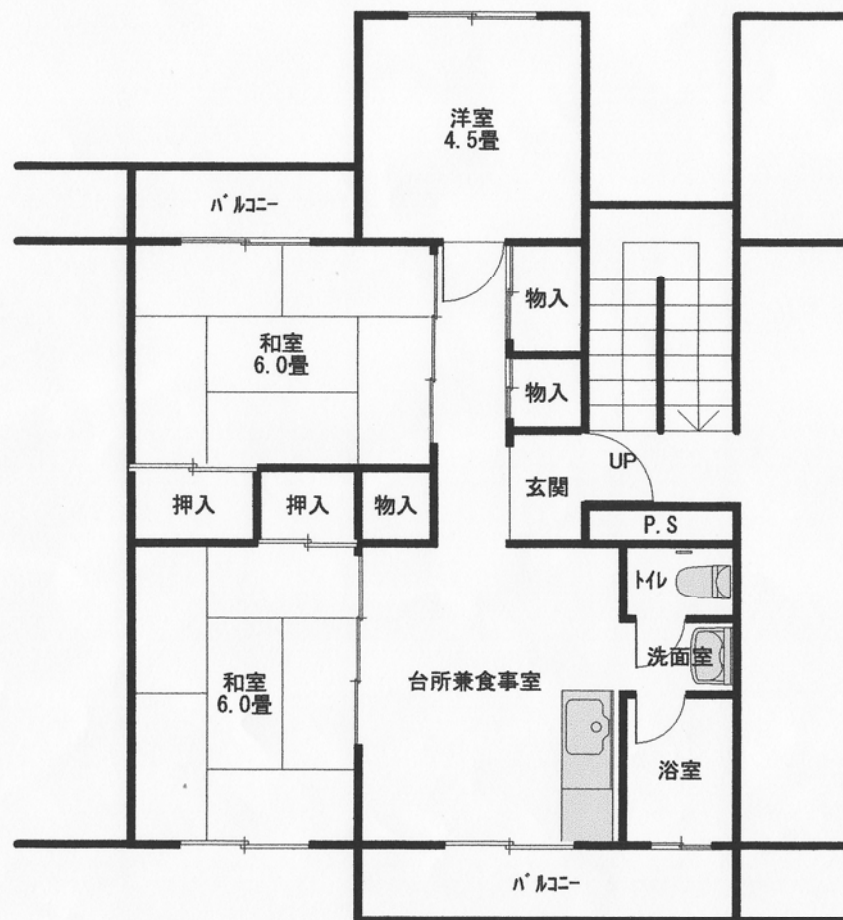 洋室
4.5畳
バルコニー
物入
和室
6.0畳
物入
UP
玄関
押入
押入
物入
P.S
トイレ
洗面室
和室
6.0畳
台所兼食事室
浴室
バルコニー